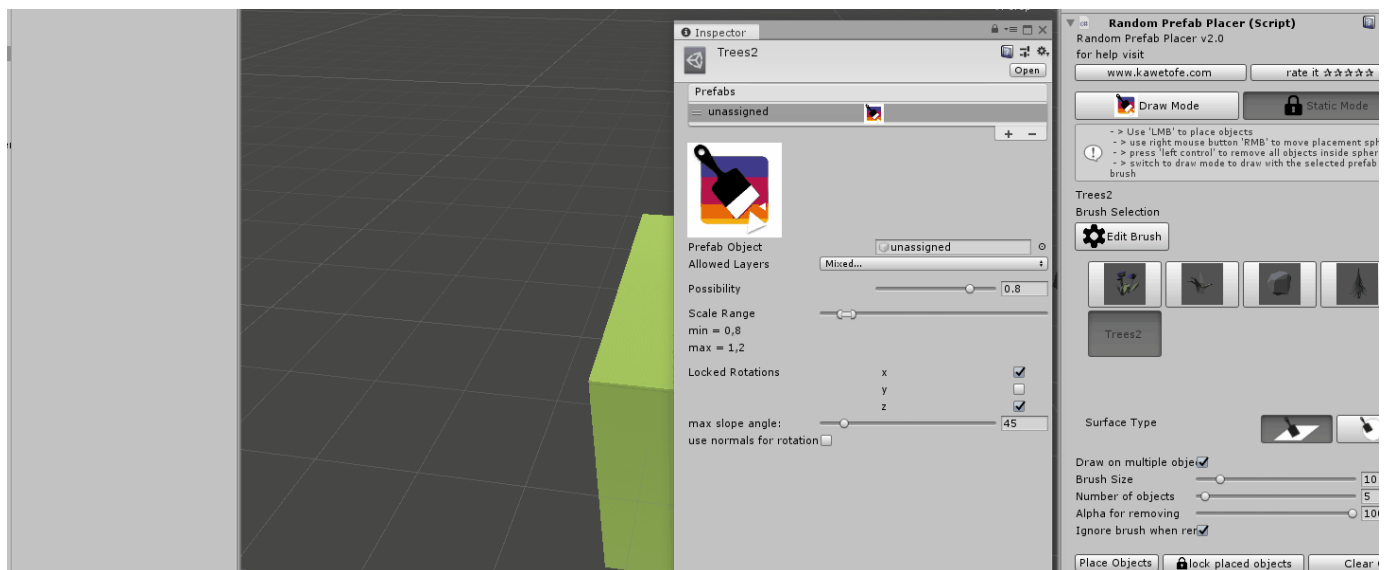 Inspector
Trees2
Open
Prefabs
unassigned
+ -
Prefab Object
unassigned
Allowed Layers
Mixed...
Possibility
0.8
Scale Range
min = 0,8
max = 1,2
Locked Rotations
x
y
z
max slope angle:
45
use normals for rotation
Random Prefab Placer (Script)
Random Prefab Placer v2.0
for help visit
www.kawetofe.com
rate it ☆☆☆☆☆
Draw Mode
Static Mode
- > Use 'LMB' to place objects
- > use right mouse button 'RMB' to move placement sph
- > press 'left control' to remove all objects inside spher
- > switch to draw mode to draw with the selected prefab
brush
Trees2
Brush Selection
Edit Brush
Trees2
Surface Type
Draw on multiple obje
Brush Size
10
Number of objects
5
Alpha for removing
100
Ignore brush when re
Place Objects
lock placed objects
Clear